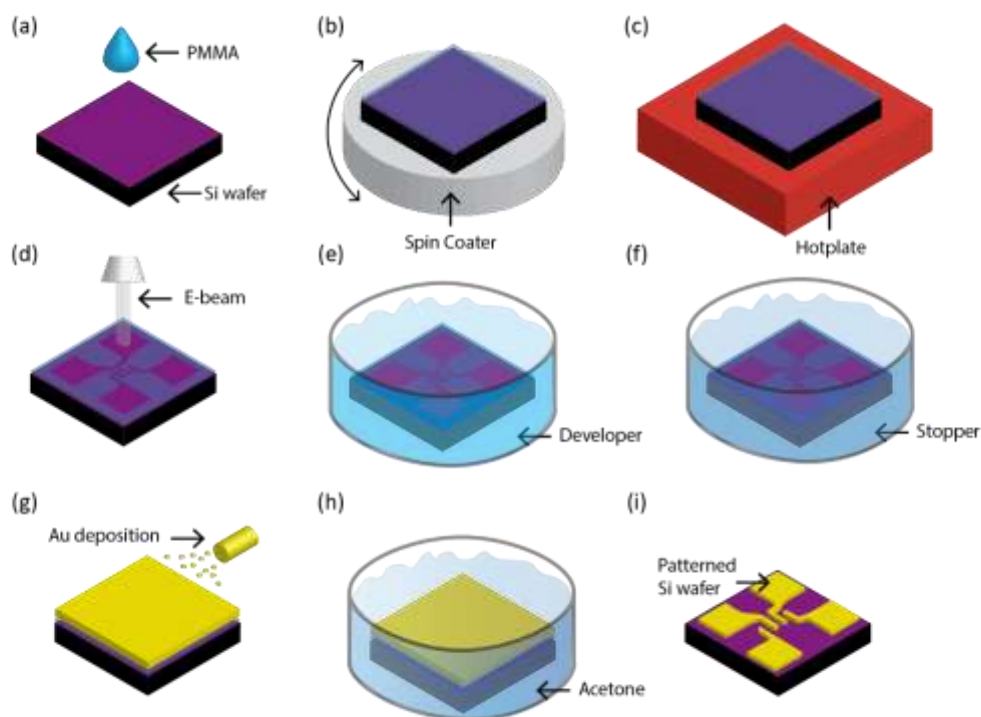 (a)
PMMA
Si wafer
(b)
Spin Coater
(c)
Hotplate
(d)
E-beam
(e)
Developer
(f)
Stopper
(g)
Au deposition
(h)
Acetone
(i)
Patterned
Si wafer